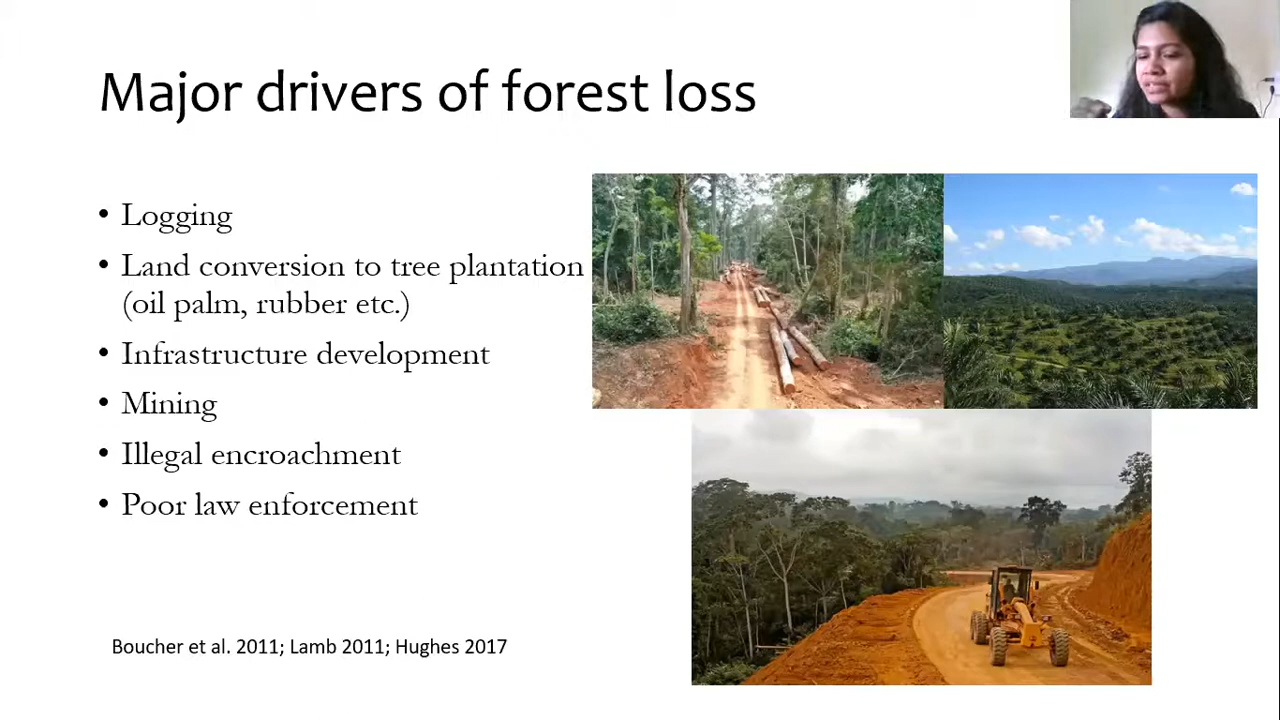 Major drivers of forest loss
• Logging
• Land conversion to tree plantation
(oil palm, rubber etc.)
• Infrastructure development
• Mining
• Illegal encroachment
• Poor law enforcement
Boucher et al. 2011; Lamb 2011; Hughes 2017